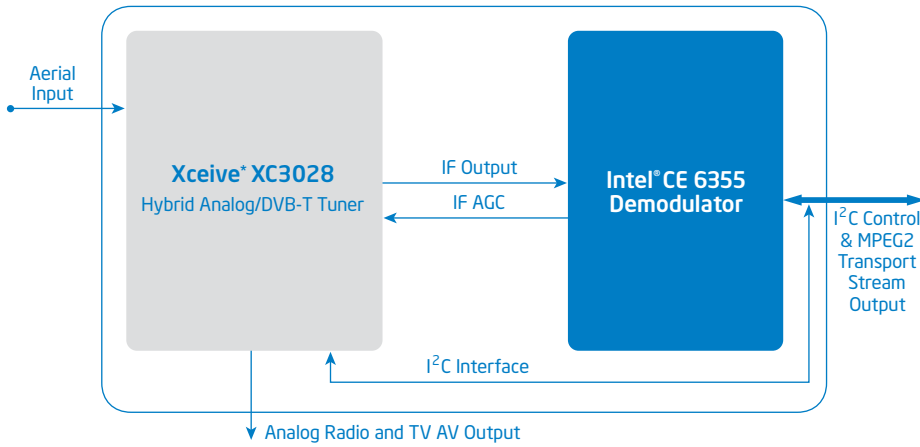 Aerial
Input
Xceive* XC3028
Hybrid Analog/DVB-T Tuner
IF Output
IF AGC
Intel® CE 6355
Demodulator
I²C Control
& MPEG2
Transport
Stream
Output
I²C Interface
Analog Radio and TV AV Output